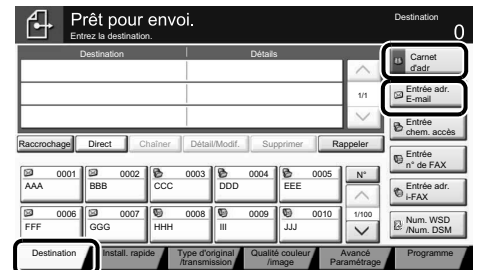 Prêt pour envoi.
Entrez la destination.
Destination
0
Destination Détails
1/1
Carnet
d'adr
Entrée adr.
E-mail
Entrée
chem. accès
Entrée
n° de FAX
Entrée adr.
i-FAX
Num. WSD
/Num. DSM
Raccrochage Direct Chaîner Détail/Modif. Supprimer Rappeler
0001 0002 0003 0004 0005 N°
AAA BBB CCC DDD EEE
0006 0007 0008 0009 0010 1/100
FFF GGG HHH III JJJ
Destination Install. rapide Type d'original
/transmission Qualité couleur
/image Avancé
Paramétrage Programme